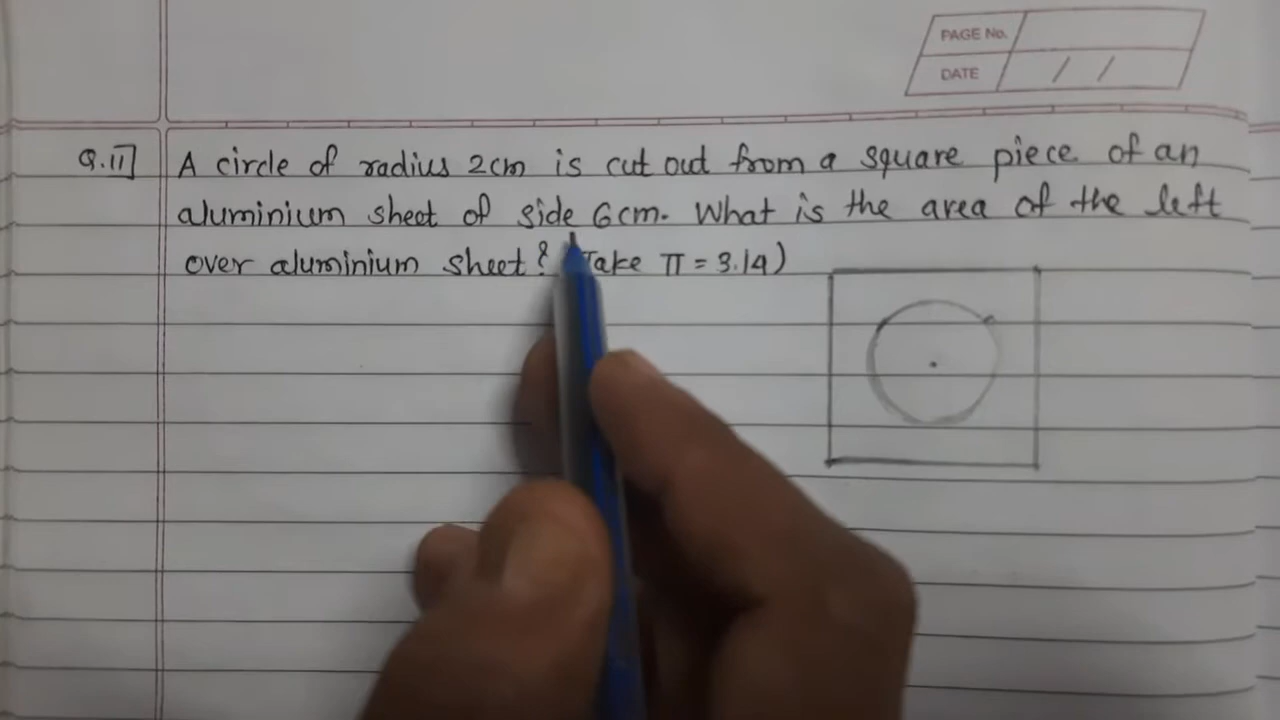 PAGE No.
DATE / /
Q.11] A circle of radius 2cm is cut out from a square piece of an
aluminium sheet of side 6cm. What is the area of the left
over aluminium sheet? Take π = 3.14)